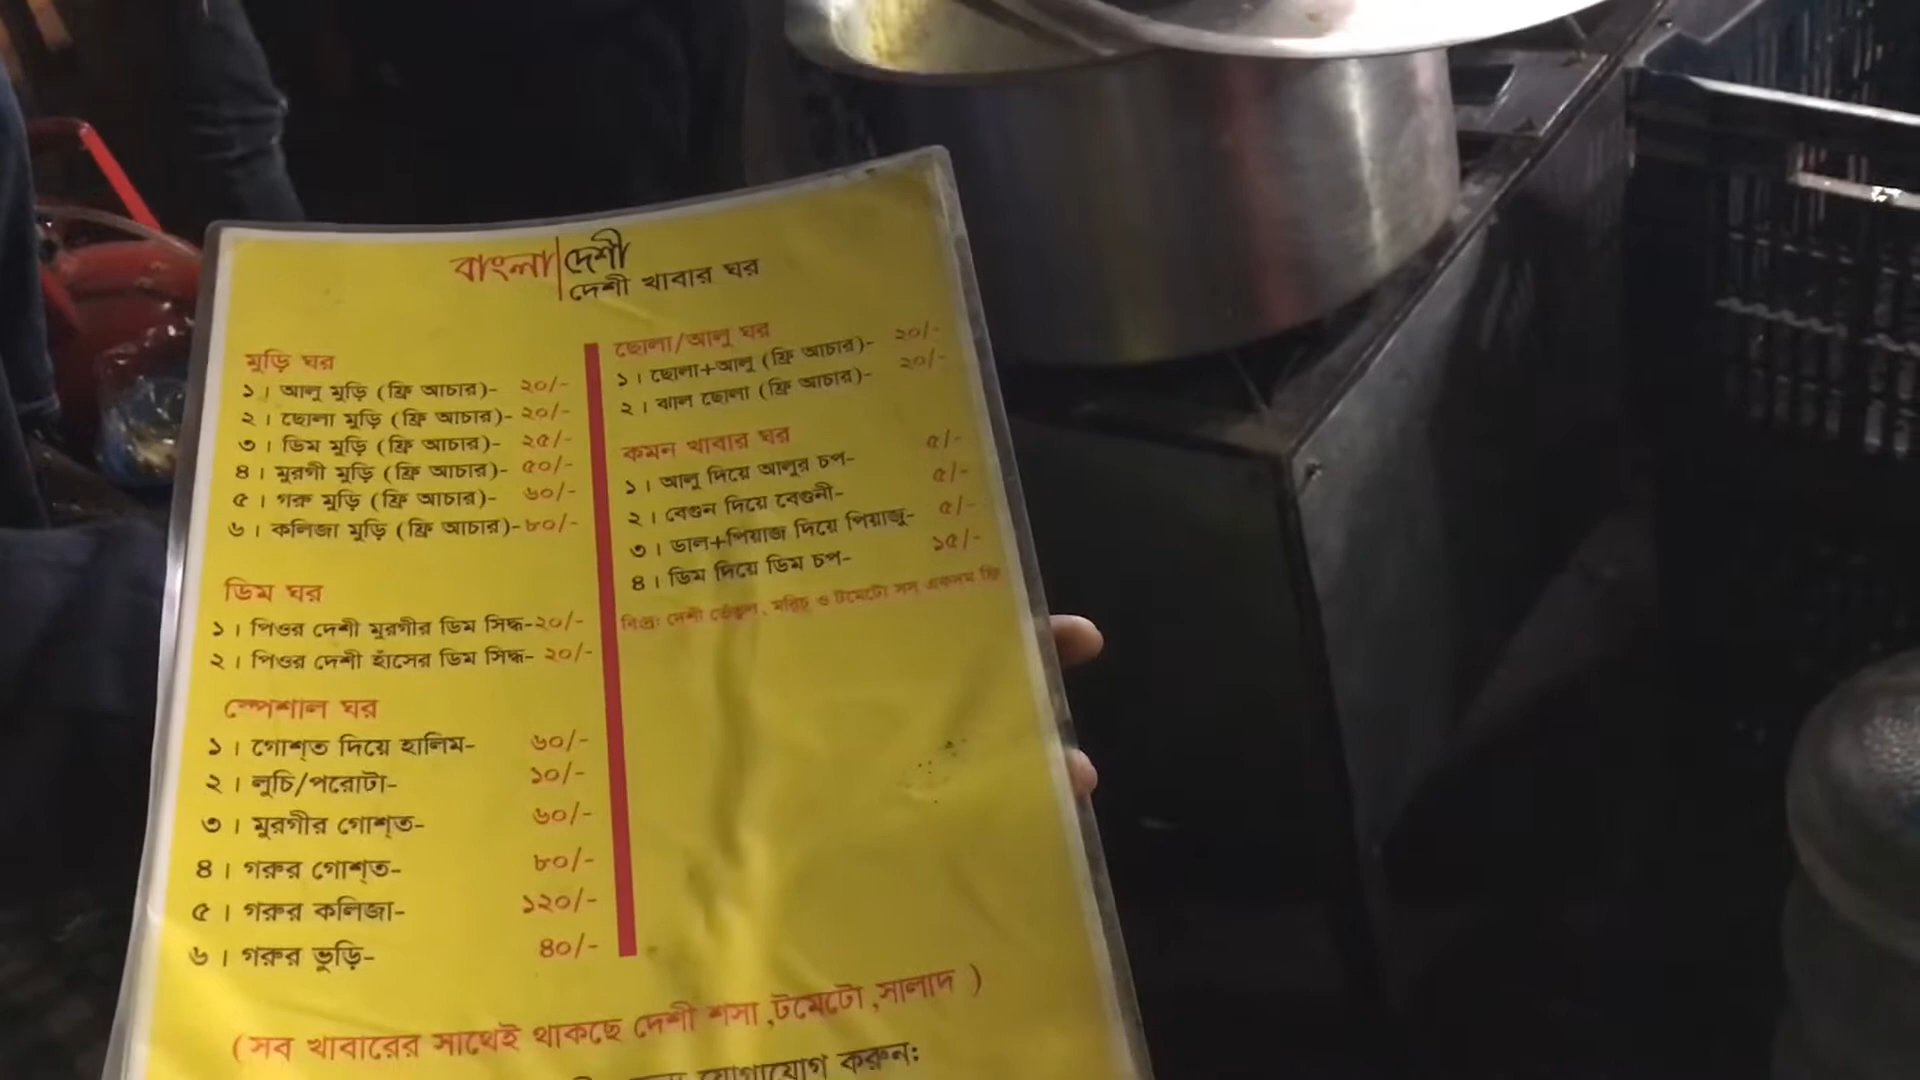 বাংলা দেশী
দেশী খাবার ঘর
মুড়ি ঘর
১। আলু মুড়ি (ফ্রি আচার)- ২০/-
২। ছোলা মুড়ি (ফ্রি আচার)- ২০/-
৩। ডিম মুড়ি (ফ্রি আচার)- ২৫/-
৪। মুরগী মুড়ি (ফ্রি আচার)- ৫০/-
৫। গরু মুড়ি (ফ্রি আচার)- ৬০/-
৬। কলিজা মুড়ি (ফ্রি আচার)- ৮০/-
ডিম ঘর
১। পিওর দেশী মুরগীর ডিম সিদ্ধ- ২০/-
২। পিওর দেশী হাঁসের ডিম সিদ্ধ- ২০/-
স্পেশাল ঘর
১। গোশ্ত দিয়ে হালিম- ৬০/-
২। লুচি/পরোটা- ১০/-
৩। মুরগীর গোশ্ত- ৬০/-
৪। গরুর গোশ্ত- ৮০/-
৫। গরুর কলিজা- ১২০/-
৬। গরুর ভুড়ি- ৪০/-
ছোলা/আলু ঘর
১। ছোলা+আলু (ফ্রি আচার)- ২০/-
২। ঝাল ছোলা (ফ্রি আচার)- ২০/-
কমন খাবার ঘর
১। আলু দিয়ে আলুর চপ- ৫/-
২। বেগুন দিয়ে বেগুনী- ৫/-
৩। ডাল+পিয়াজ দিয়ে পিয়াজু- ৫/-
৪। ডিম দিয়ে ডিম চপ- ১৫/-
বিঃদ্রঃ দেশী তেঁতুল, মরিচ ও টমেটো সস একদম ফ্রি
(সব খাবারের সাথেই থাকছে দেশী শসা,টমেটো,সালাদ )
যোগাযোগ করুন: